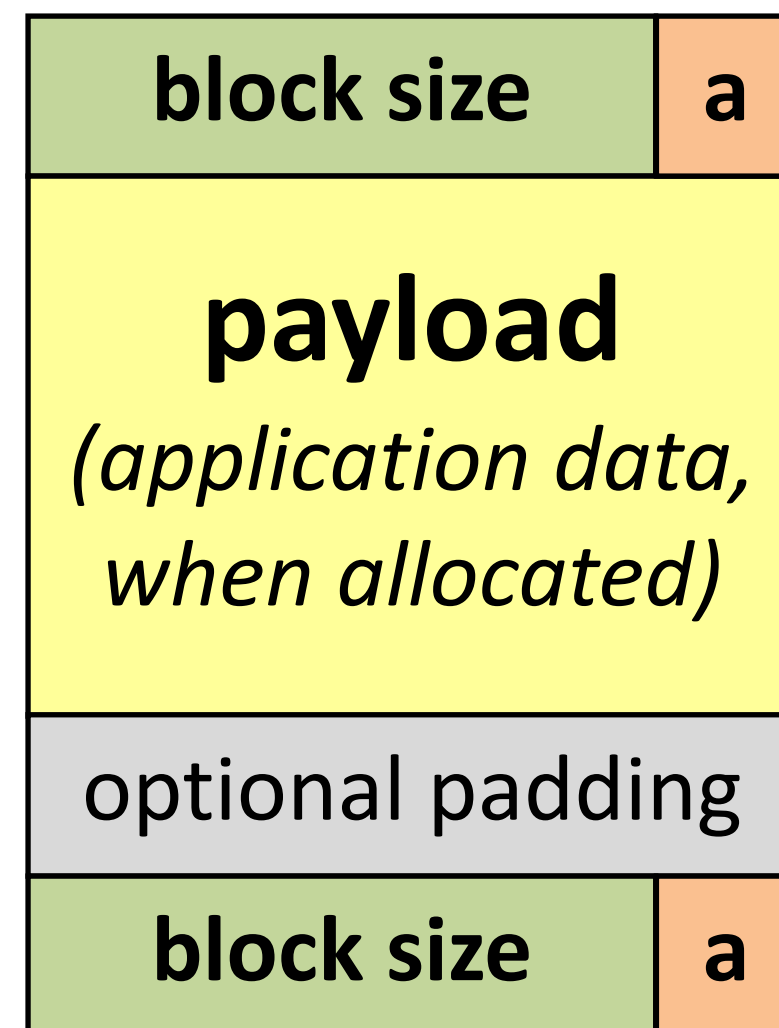 block size a
payload
(application data,
when allocated)
optional padding
block size a